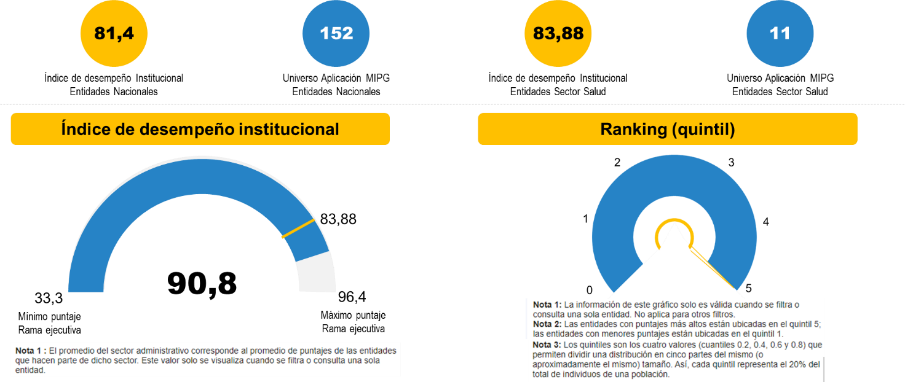 81,4
Índice de desempeño Institucional
Entidades Nacionales
152
Universo Aplicación MIPG
Entidades Nacionales
83,88
Índice de desempeño Institucional
Entidades Sector Salud
11
Universo Aplicación MIPG
Entidades Sector Salud
Índice de desempeño institucional
83,88
90,8
33,3
Mínimo puntaje
Rama ejecutiva
96,4
Màximo puntaje
Rama ejecutiva
Nota 1 : El promedio del sector administrativo corresponde al promedio de puntajes de las entidades
que hacen parte de dicho sector. Este valor solo se visualiza cuando se filtra o consulta una sola
entidad.
Ranking (quintil)
0
1
2
3
4
5
Nota 1: La información de este gráfico solo es válida cuando se filtra o
consulta una sola entidad. No aplica para otros filtros.
Nota 2: Las entidades con puntajes más altos están ubicadas en el quintil 5;
las entidades con menores puntajes están ubicadas en el quintil 1.
Nota 3: Los quintiles son los cuatro valores (cuantiles 0.2, 0.4, 0.6 y 0.8) que
permiten dividir una distribución en cinco partes del mismo (o
aproximadamente el mismo) tamaño. Así, cada quintil representa el 20% del
total de individuos de una población.